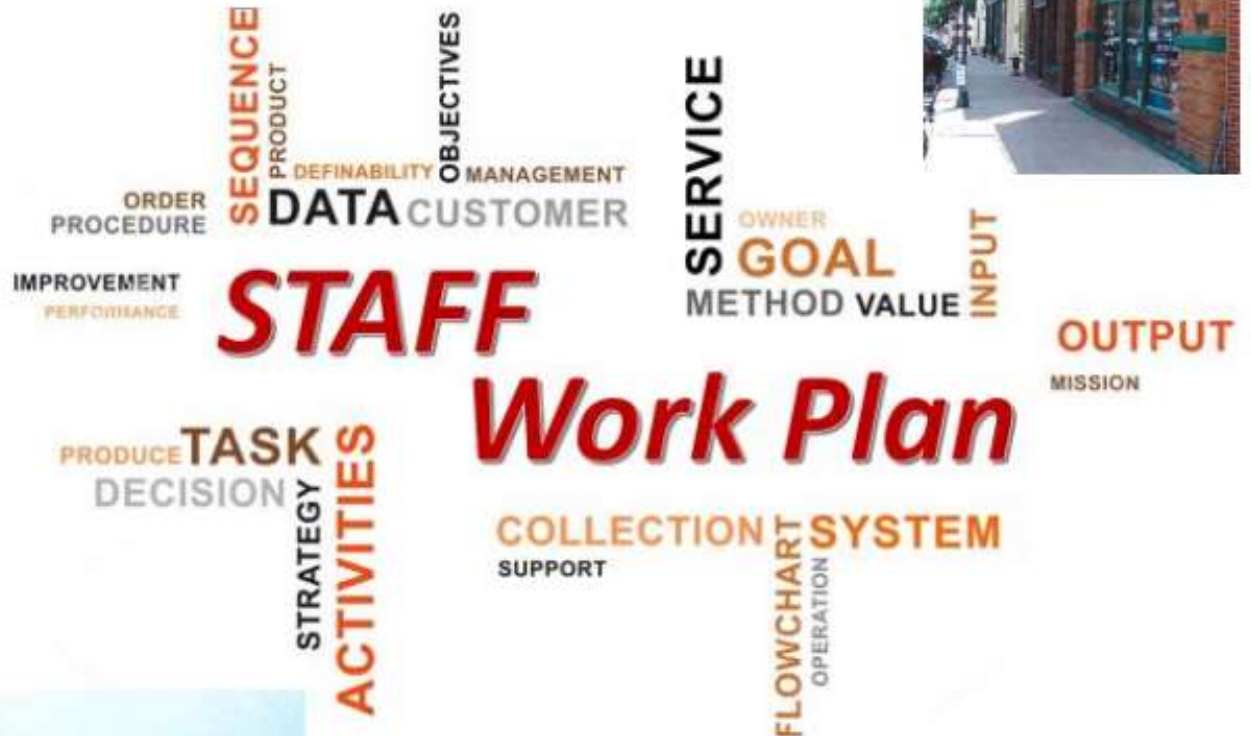 SEQUENCE
PRODUCT
OBJECTIVES
DEFINABILITY
MANAGEMENT
ORDER
PROCEDURE
DATA
CUSTOMER
SERVICE
OWNER
GOAL
INPUT
METHOD
VALUE
IMPROVEMENT
PERFORMANCE
STAFF
Work Plan
OUTPUT
MISSION
PRODUCE
TASK
DECISION
STRATEGY
ACTIVITIES
COLLECTION
SUPPORT
FLOWCHART
SYSTEM
OPERATION